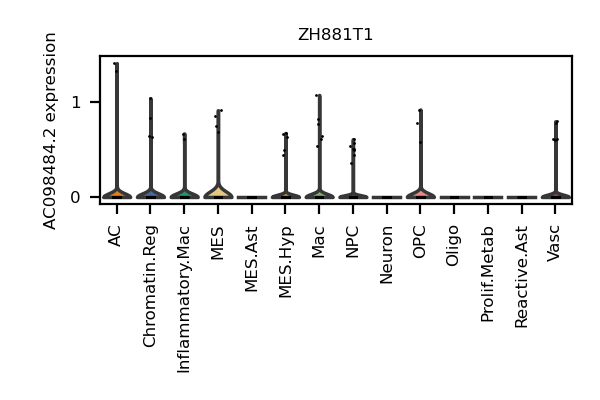 ZH881T1
AC098484.2 expression
1
0
AC
Chromatin.Reg
Inflammatory.Mac
MES
MES.Ast
MES.Hyp
Mac
NPC
Neuron
OPC
Oligo
Prolif.Metab
Reactive.Ast
Vasc